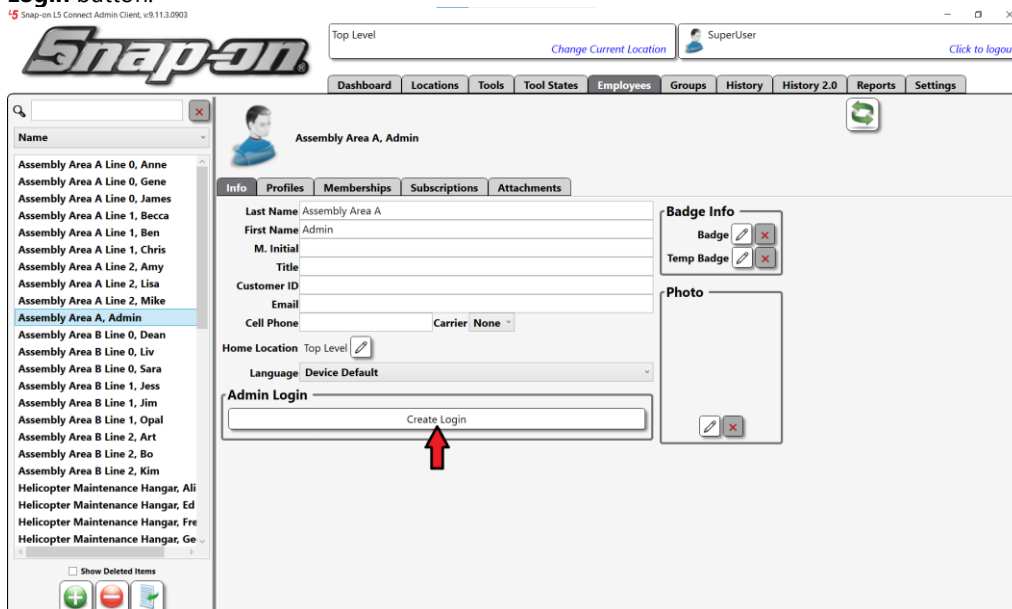 Login button.
Snap-on L5 Connect Admin Client, v:9.11.3.0903
Snap-on
Top Level
Change Current Location
SuperUser
Click to logou
Dashboard Locations Tools Tool States Employees Groups History History 2.0 Reports Settings
Name
Assembly Area A Line 0, Anne
Assembly Area A Line 0, Gene
Assembly Area A Line 0, James
Assembly Area A Line 1, Becca
Assembly Area A Line 1, Ben
Assembly Area A Line 1, Chris
Assembly Area A Line 2, Amy
Assembly Area A Line 2, Lisa
Assembly Area A Line 2, Mike
Assembly Area A, Admin
Assembly Area B Line 0, Dean
Assembly Area B Line 0, Liv
Assembly Area B Line 0, Sara
Assembly Area B Line 1, Jess
Assembly Area B Line 1, Jim
Assembly Area B Line 1, Opal
Assembly Area B Line 2, Art
Assembly Area B Line 2, Bo
Assembly Area B Line 2, Kim
Helicopter Maintenance Hangar, Ali
Helicopter Maintenance Hangar, Ed
Helicopter Maintenance Hangar, Fre
Helicopter Maintenance Hangar, Ge
Show Deleted Items
Assembly Area A, Admin
Info Profiles Memberships Subscriptions Attachments
Last Name Assembly Area A
First Name Admin
M. Initial
Title
Customer ID
Email
Cell Phone Carrier None
Home Location Top Level
Language Device Default
Admin Login
Create Login
Badge Info
Badge
Temp Badge
Photo